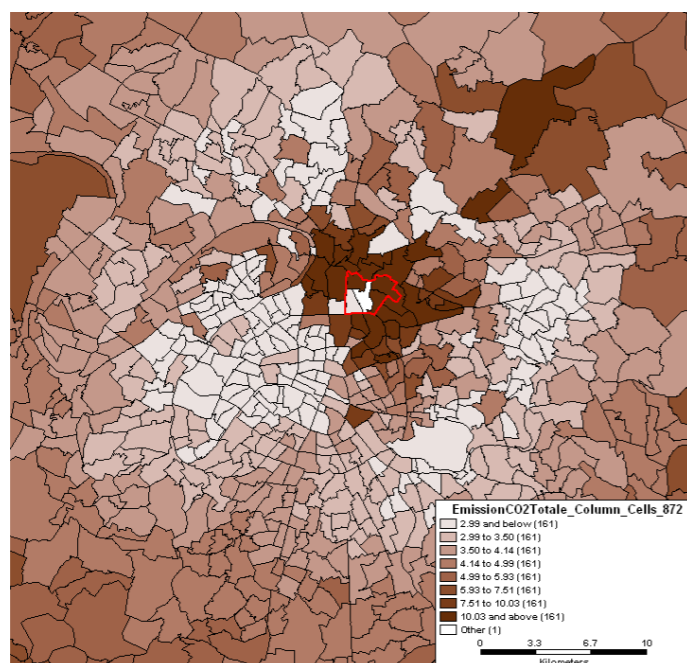 EmissionCO2Totale_Column_Cells_872
2.99 and below (161)
2.99 to 3.50 (161)
3.50 to 4.14 (161)
4.14 to 4.99 (161)
4.99 to 5.93 (161)
5.93 to 7.51 (161)
7.51 to 10.03 (161)
10.03 and above (161)
Other (1)
0 3.3 6.7 10
Kilometers